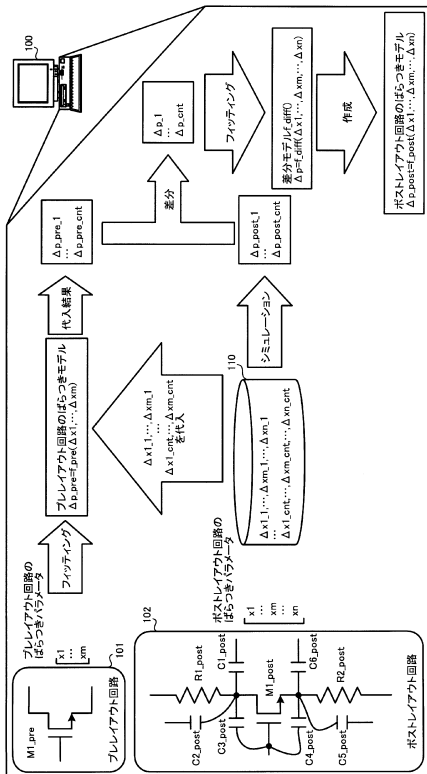 100
プレレイアウト回路の
ばらつきパラメータ
x1
…
xm
101
M1_pre
プレレイアウト回路
フィッティング
プレレイアウト回路のばらつきモデル
Δp_pre=f_pre(Δx1,…,Δxm)
代入結果
Δp_pre_1
…
Δp_pre_cnt
Δx1_1,…,Δxm_1
…
Δx1_cnt,…,Δxm_cnt
を代入
差分
Δp_1
…
Δp_cnt
フィッティング
差分モデルf_diff()
Δp=f_diff(Δx1,…,Δxm,…,Δxn)
作成
ポストレイアウト回路のばらつきモデル
Δp_post=f_post(Δx1,…,Δxm,…,Δxn)
102
ポストレイアウト回路の
ばらつきパラメータ
x1
…
xm
…
xn
R1_post
C1_post
C2_post
C3_post
M1_post
C4_post
C5_post
C6_post
R2_post
ポストレイアウト回路
110
Δx1_1,…,Δxm_1,…,Δxn_1
…
Δx1_cnt,…,Δxm_cnt,…,Δxn_cnt
シミュレーション
Δp_post_1
…
Δp_post_cnt